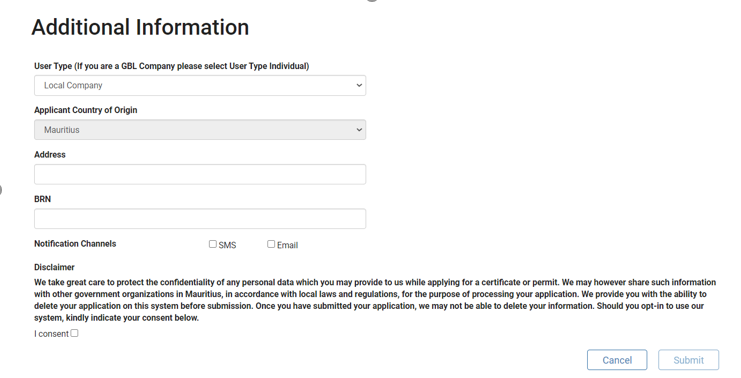 Additional Information
User Type (If you are a GBL Company please select User Type Individual)
Local Company
Applicant Country of Origin
Mauritius
Address
BRN
Notification Channels SMS Email
Disclaimer
We take great care to protect the confidentiality of any personal data which you may provide to us while applying for a certificate or permit. We may however share such information
with other government organizations in Mauritius, in accordance with local laws and regulations, for the purpose of processing your application. We provide you with the ability to
delete your application on this system before submission. Once you have submitted your application, we may not be able to delete your information. Should you opt-in to use our
system, kindly indicate your consent below.
I consent
Cancel Submit